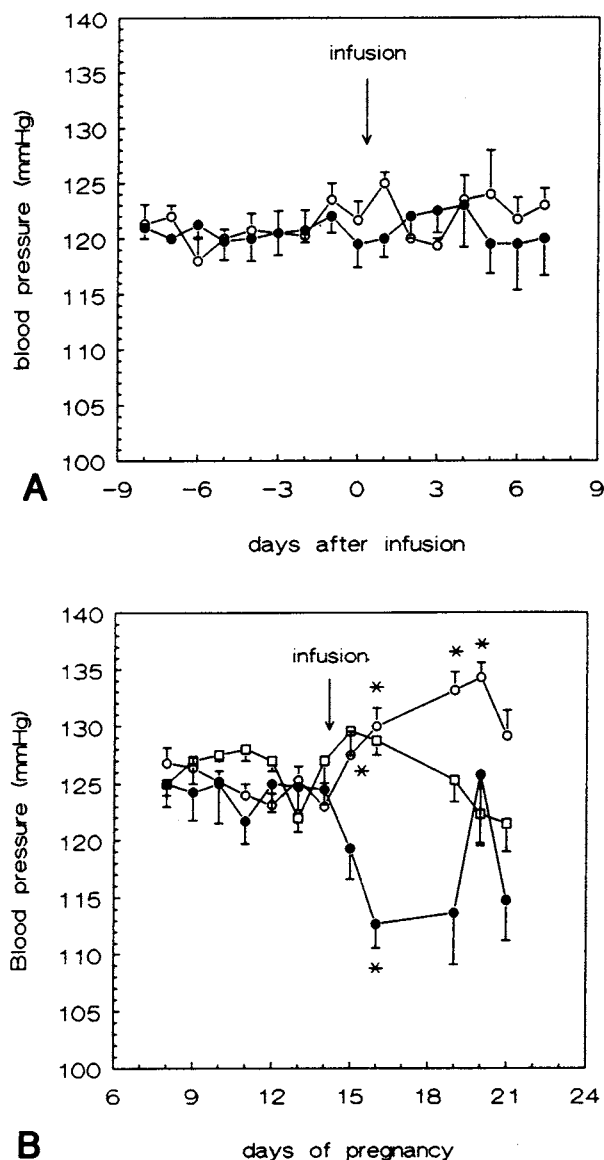 140
135
130
125
120
115
110
105
100
blood pressure (mmHg)
infusion
A
-9 -6 -3 0 3 6 9
days after infusion
140
135
130
125
120
115
110
105
100
Blood pressure (mmHg)
infusion
* * *
*
*
6 9 12 15 18 21 24
B
days of pregnancy